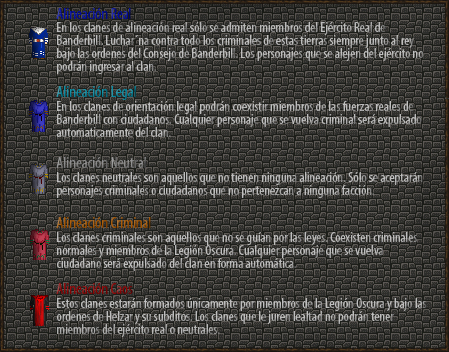 Alineación Real
En los clanes de alineación real sólo se admiten miembros del Ejército Real de
Banderbill. Luchar na contra todo los criminales de estas tierras siempre junto al rey
bajo las ordenes del Consejo de Banderbill. Los personajes que se alejen del ejército no
podrán ingresar al clan.
Alineación Legal
En los clanes de orientación legal podrán coexistir miembros de las fuerzas reales de
Banderbill con ciudadanos. Cualquier personaje que se vuelva criminal será expulsado
automaticamente del clan.
Alineación Neutral
Los clanes neutrales son aquellos que no tienen ninguna alineación. Solo se aceptarán
personajes criminales o ciudadanos que no pertenezcan a ninguna facción.
Alineación Criminal
Los clanes criminales son aquellos que no se guían por las leyes. Coexisten criminales
normales y miembros de la Legión Oscura. Cualquier personaje que se vuelva
ciudadano será expulsado del clan en forma automática.
Alineación
Estos clanes estarán formados únicamente por miembros de la Legión Oscura y bajo las
ordenes de Helzar y su subditos. Los clanes que le juren lealtad no podrán tener
miembros del ejército real o neutrales.